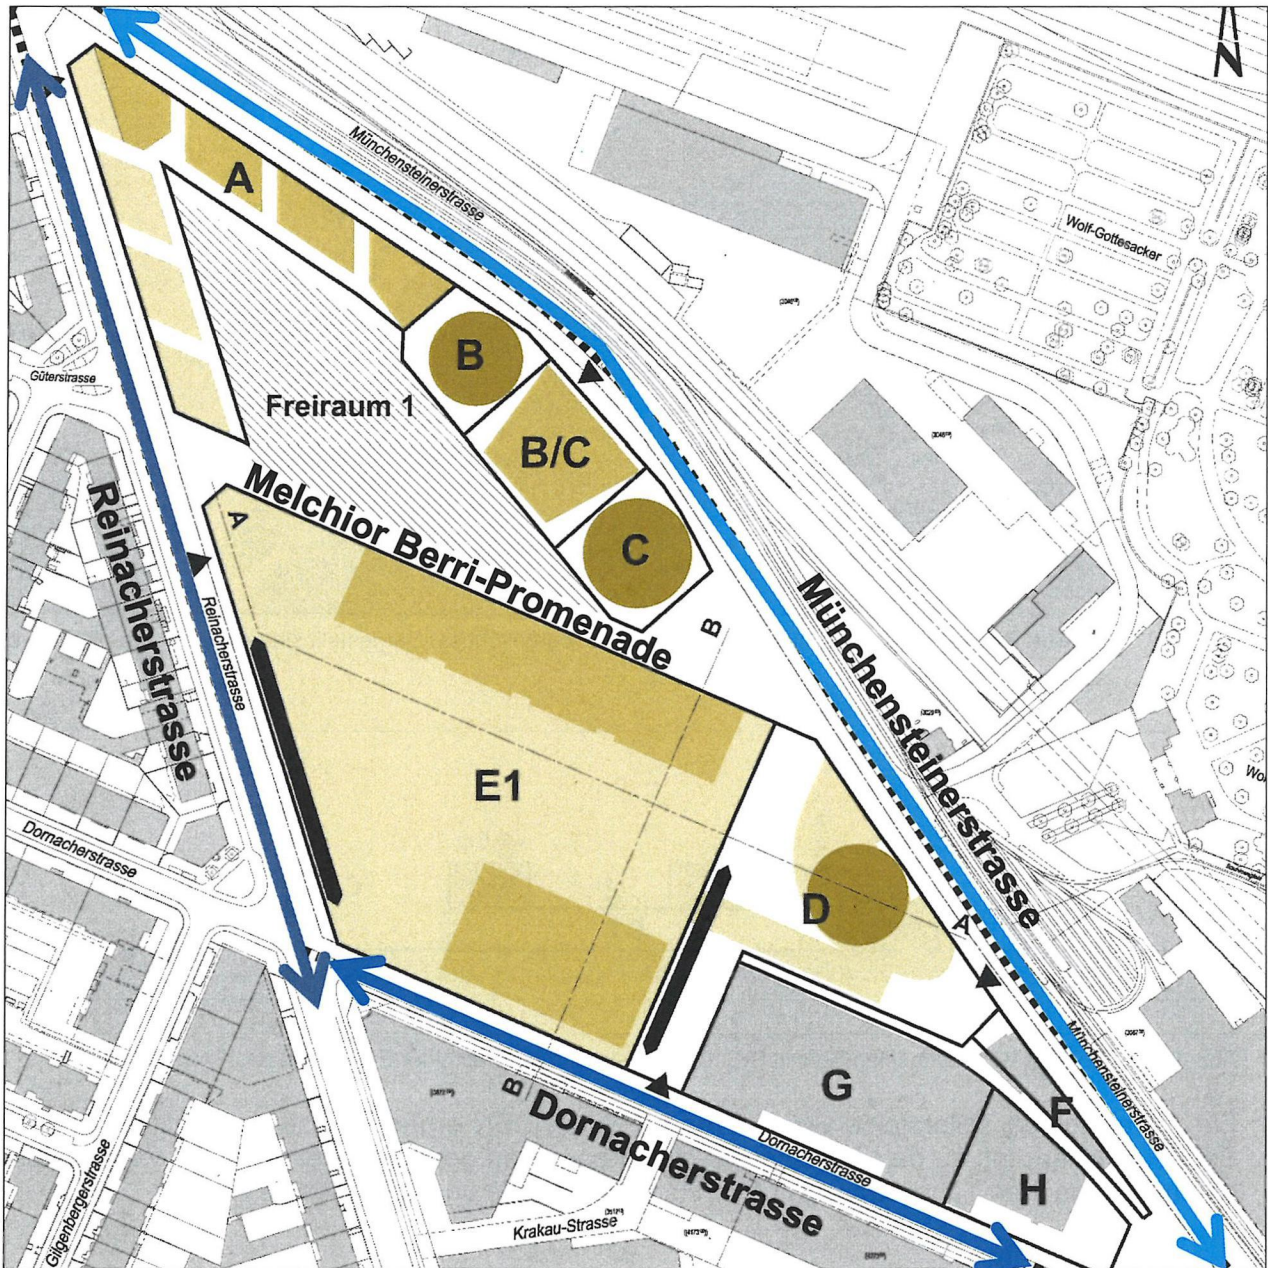 N
Münchensteinerstrasse
A
Wolf-Gottesacker
B
Güterstrasse
Freiraum 1
B/C
Melchior Berri-Promenade
A
C
Reinacherstrasse
Reinacherstrasse
B
Münchensteinerstrasse
E1
Dornacherstrasse
D
A
Münchensteinerstrasse
G
F
B
Dornacherstrasse
Dornacherstrasse
H
Gilgenbergerstrasse
Krakau-Strasse